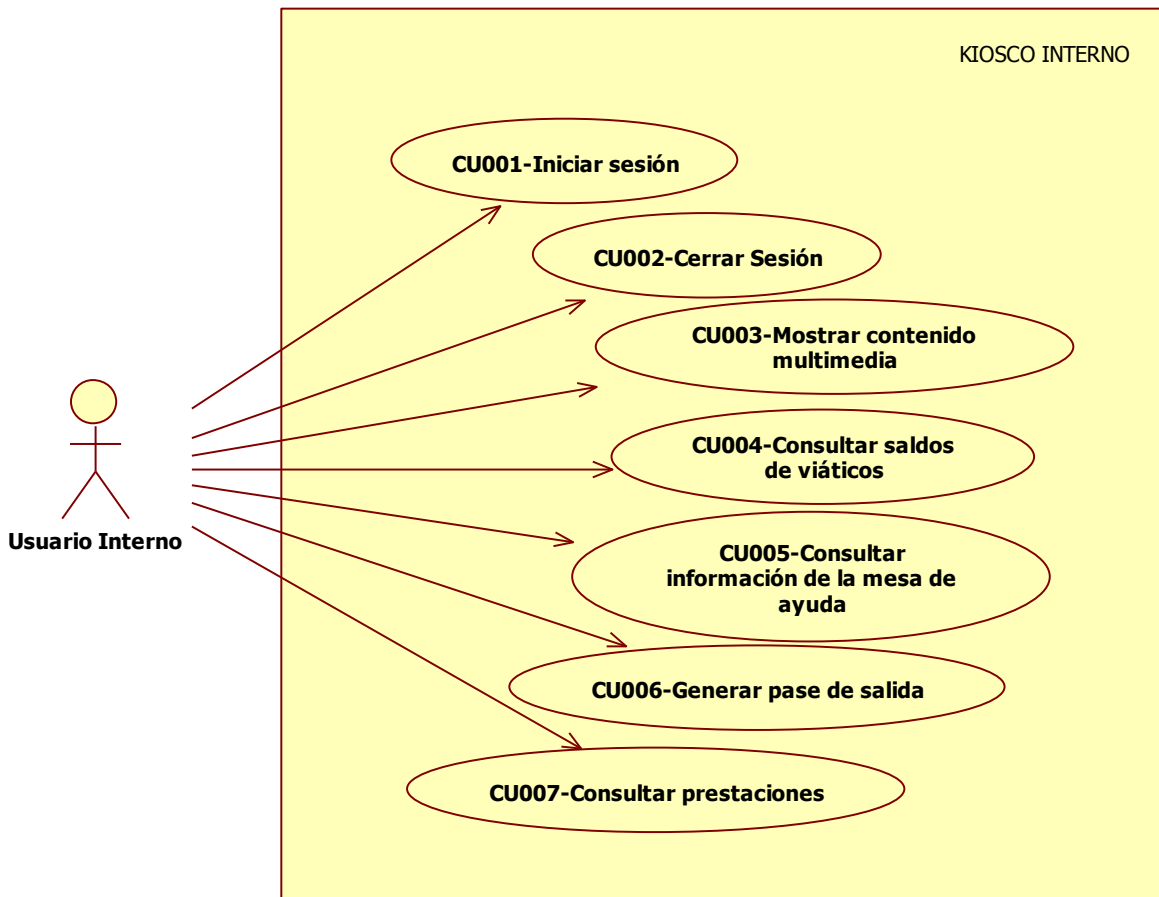 KIOSCO INTERNO
CU001-Iniciar sesión
CU002-Cerrar Sesión
CU003-Mostrar contenido
multimedia
CU004-Consultar saldos
de viáticos
Usuario Interno
CU005-Consultar
información de la mesa de
ayuda
CU006-Generar pase de salida
CU007-Consultar prestaciones